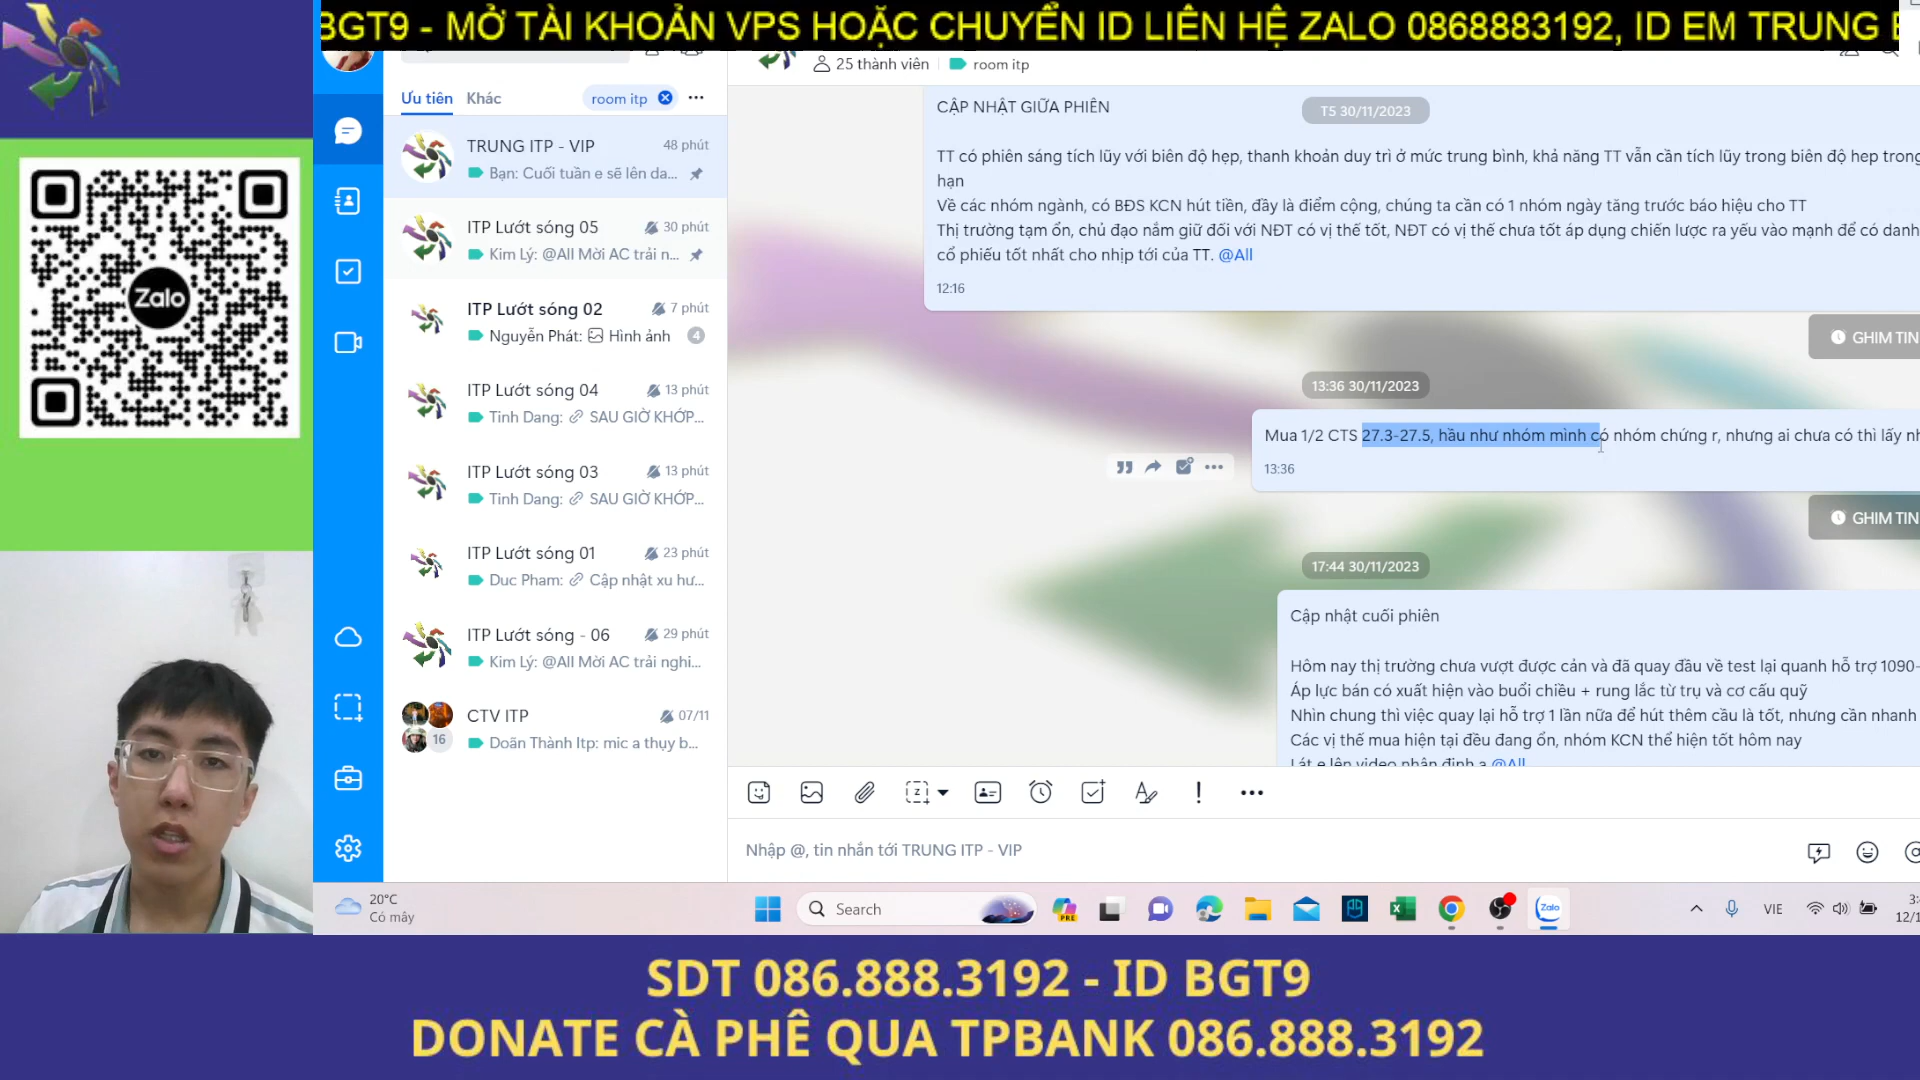 BGT9 - MỞ TÀI KHOẢN VPS HOẶC CHUYỂN ID LIÊN HỆ ZALO 0868883192, ID EM TRUNG
25 thành viên
room itp
Ưu tiên
Khác
room itp
TRUNG ITP - VIP
48 phút
Bạn: Cuối tuần e sẽ lên da...
ITP Lướt sóng 05
30 phút
Kim Lý: @All Mời AC trải n...
ITP Lướt sóng 02
7 phút
Nguyễn Phát: Hình ảnh
4
ITP Lướt sóng 04
13 phút
Tinh Dang: SAU GIỜ KHỚP...
ITP Lướt sóng 03
13 phút
Tinh Dang: SAU GIỜ KHỚP...
ITP Lướt sóng 01
23 phút
Duc Pham: Cập nhật xu hư...
ITP Lướt sóng - 06
29 phút
Kim Lý: @All Mời AC trải nghi...
CTV ITP
07/11
16
Doãn Thành Itp: mic a thụy b...
CẬP NHẬT GIỮA PHIÊN
T5 30/11/2023
TT có phiên sáng tích lũy với biên độ hẹp, thanh khoản duy trì ở mức trung bình, khả năng TT vẫn cần tích lũy trong biên độ hep trong
hạn
Về các nhóm ngành, có BĐS KCN hút tiền, đầy là điểm cộng, chúng ta cần có 1 nhóm ngày tăng trước báo hiệu cho TT
Thị trường tạm ổn, chủ đạo nắm giữ đối với NĐT có vị thế tốt, NĐT có vị thế chưa tốt áp dụng chiến lược ra yếu vào mạnh để có danh
cổ phiếu tốt nhất cho nhịp tới của TT. @All
12:16
GHIM TIN
13:36 30/11/2023
Mua 1/2 CTS 27.3-27.5, hầu như nhóm mình có nhóm chứng r, nhưng ai chưa có thì lấy
13:36
GHIM TIN
17:44 30/11/2023
Cập nhật cuối phiên
Hôm nay thị trường chưa vượt được cản và đã quay đầu về test lại quanh hỗ trợ 1090-
Áp lực bán có xuất hiện vào buổi chiều + rung lắc từ trụ và cơ cấu quỹ
Nhìn chung thì việc quay lại hỗ trợ 1 lần nữa để hút thêm cầu là tốt, nhưng cần nhanh
Các vị thế mua hiện tại đều đang ổn, nhóm KCN thể hiện tốt hôm nay
Lát e lên video nhận định ạ @All
Nhập @, tin nhắn tới TRUNG ITP - VIP
20°C
Có mây
Search
PRE
Zalo
VIE
Zalo
SDT 086.888.3192 - ID BGT9
DONATE CÀ PHÊ QUA TPBANK 086.888.3192